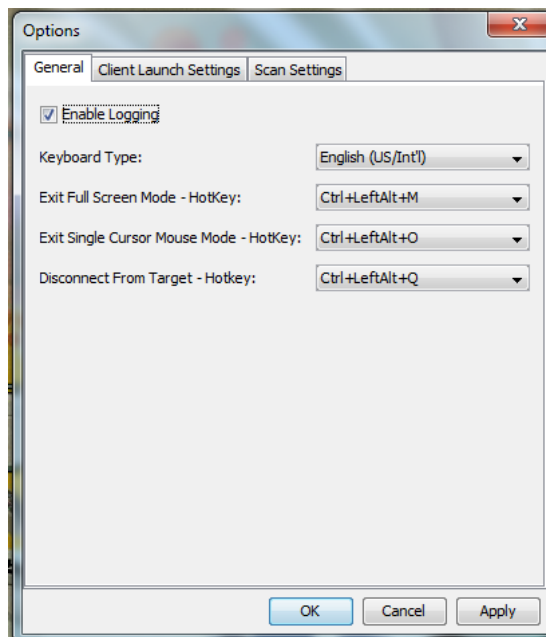 Options
General Client Launch Settings Scan Settings
Enable Logging
Keyboard Type: English (US/Int'l)
Exit Full Screen Mode - HotKey: Ctrl+LeftAlt+M
Exit Single Cursor Mouse Mode - HotKey: Ctrl+LeftAlt+O
Disconnect From Target - Hotkey: Ctrl+LeftAlt+Q
OK Cancel Apply